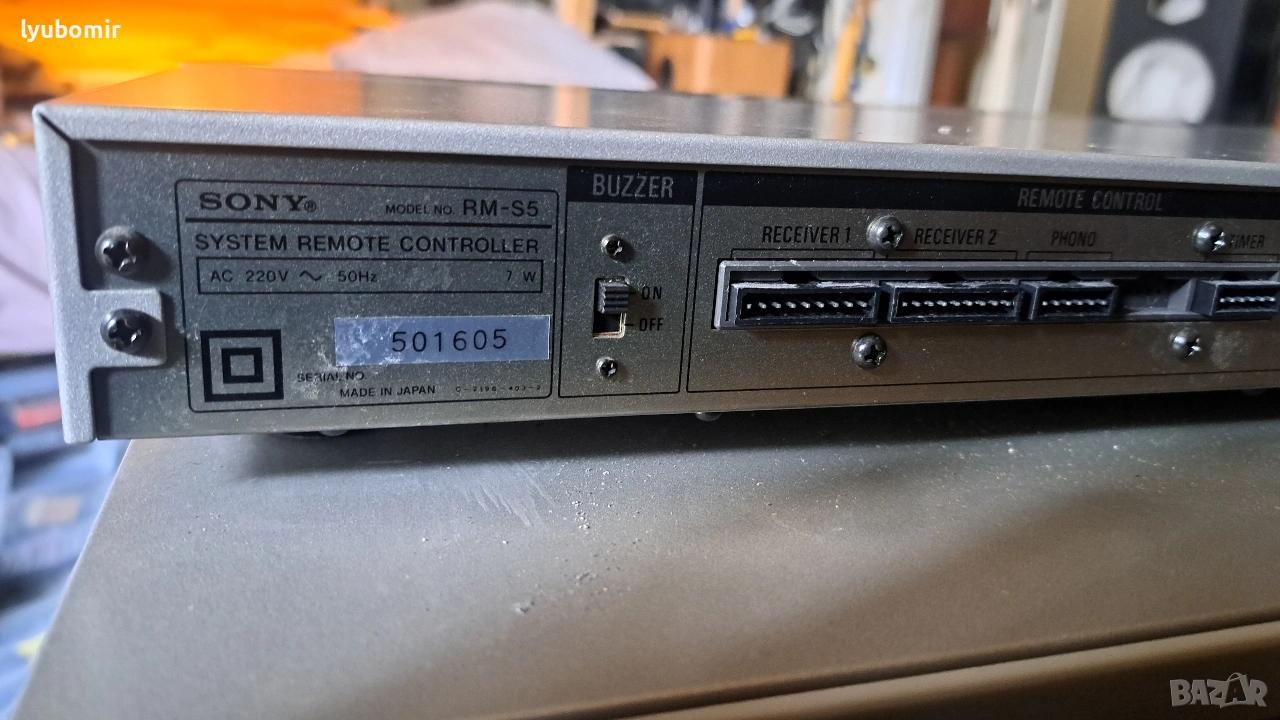 lyubomir
SONY®
MODEL NO. RM-S5
SYSTEM REMOTE CONTROLLER
AC 220V ~ 50Hz 7 W
501605
SERIAL NO
MADE IN JAPAN
BUZZER
ON
OFF
REMOTE CONTROL
RECEIVER 1 RECEIVER 2 PHONO TIMER
BAZAR